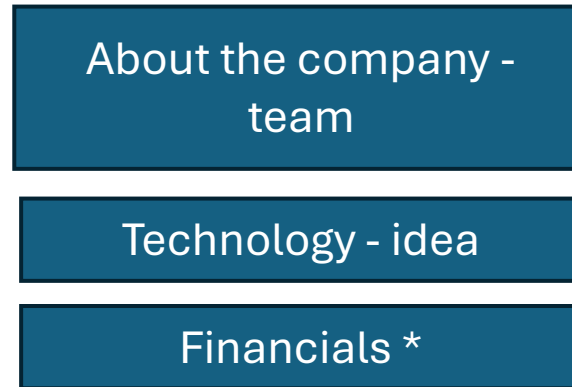 About the company -
team
Technology - idea
Financials *